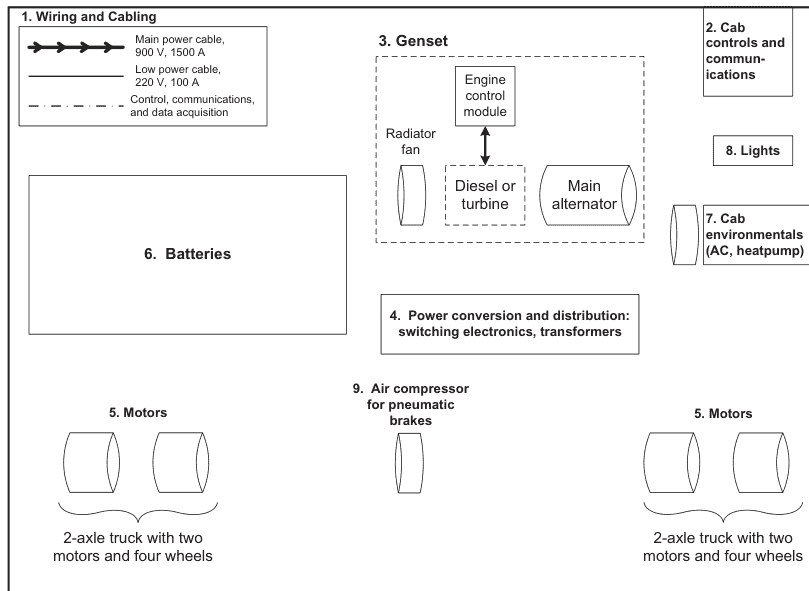 1. Wiring and Cabling
Main power cable,
900 V, 1500 A
Low power cable,
220 V, 100 A
Control, communications,
and data acquisition
3. Genset
Engine
control
module
Radiator
fan
Diesel or
turbine
Main
alternator
2. Cab
controls and
commun-
ications
8. Lights
7. Cab
environmentals
(AC, heatpump)
6. Batteries
4. Power conversion and distribution:
switching electronics, transformers
5. Motors
9. Air compressor
for pneumatic
brakes
5. Motors
2-axle truck with two
motors and four wheels
2-axle truck with two
motors and four wheels